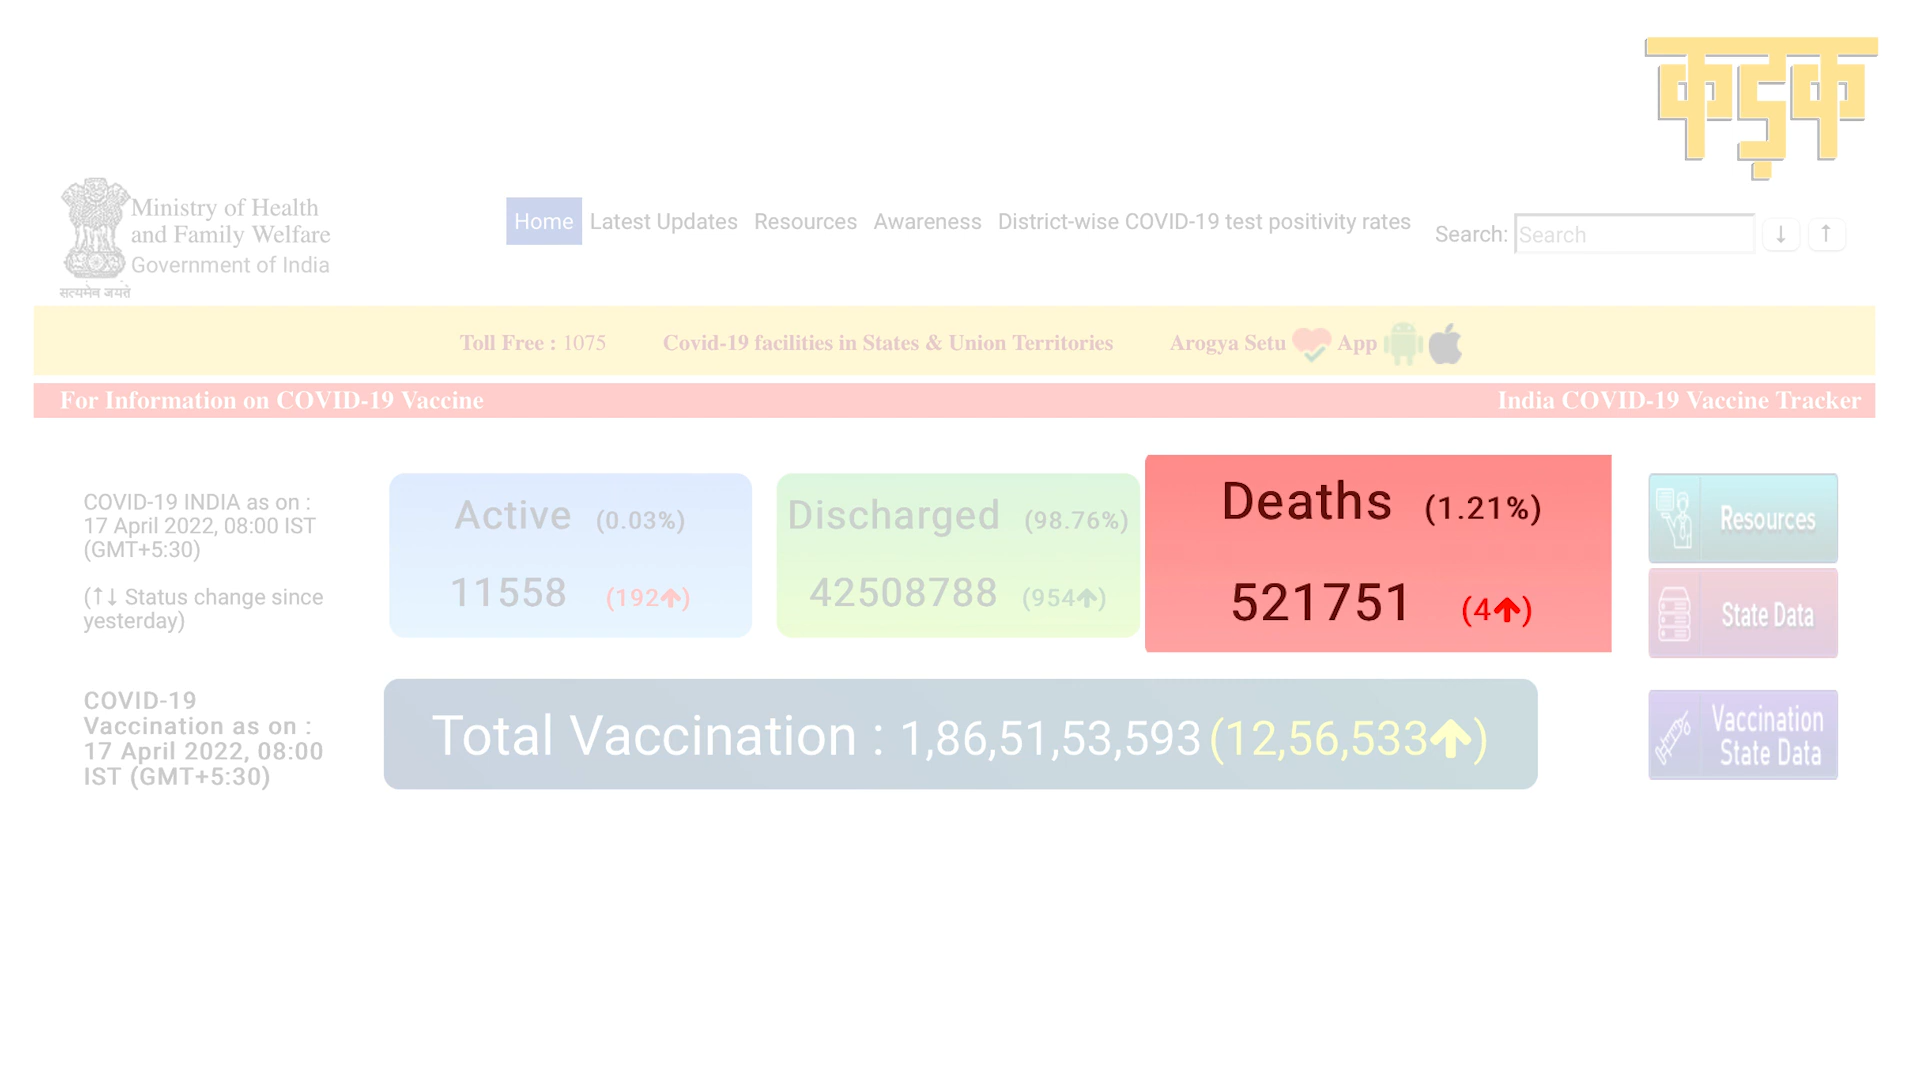 कड़क
Ministry of Health
and Family Welfare
Government of India
सत्यमेव जयते
Home Latest Updates Resources Awareness District-wise COVID-19 test positivity rates Search: Search ↓ ↑
Toll Free : 1075 Covid-19 facilities in States & Union Territories Arogya Setu App
For Information on COVID-19 Vaccine India COVID-19 Vaccine Tracker
COVID-19 INDIA as on :
17 April 2022, 08:00 IST
(GMT+5:30)
(↑↓ Status change since
yesterday)
Active (0.03%)
11558 (192↑)
Discharged (98.76%)
42508788 (954↑)
Deaths (1.21%)
521751 (4↑)
Resources
State Data
COVID-19
Vaccination as on :
17 April 2022, 08:00
IST (GMT+5:30)
Total Vaccination : 1,86,51,53,593 (12,56,533↑)
Vaccination
State Data